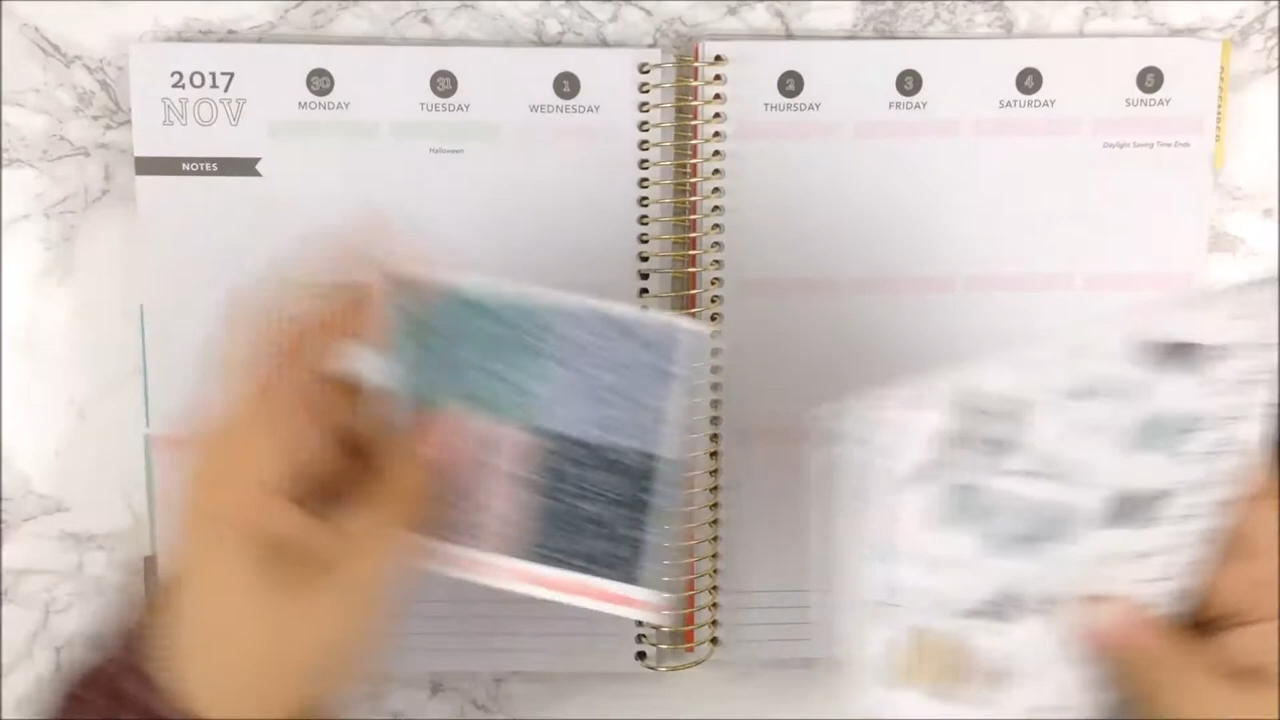 2017
NOV
NOTES
30
MONDAY
31
TUESDAY
Halloween
1
WEDNESDAY
2
THURSDAY
3
FRIDAY
4
SATURDAY
5
SUNDAY
Daylight Saving Time Ends
DECEMBER